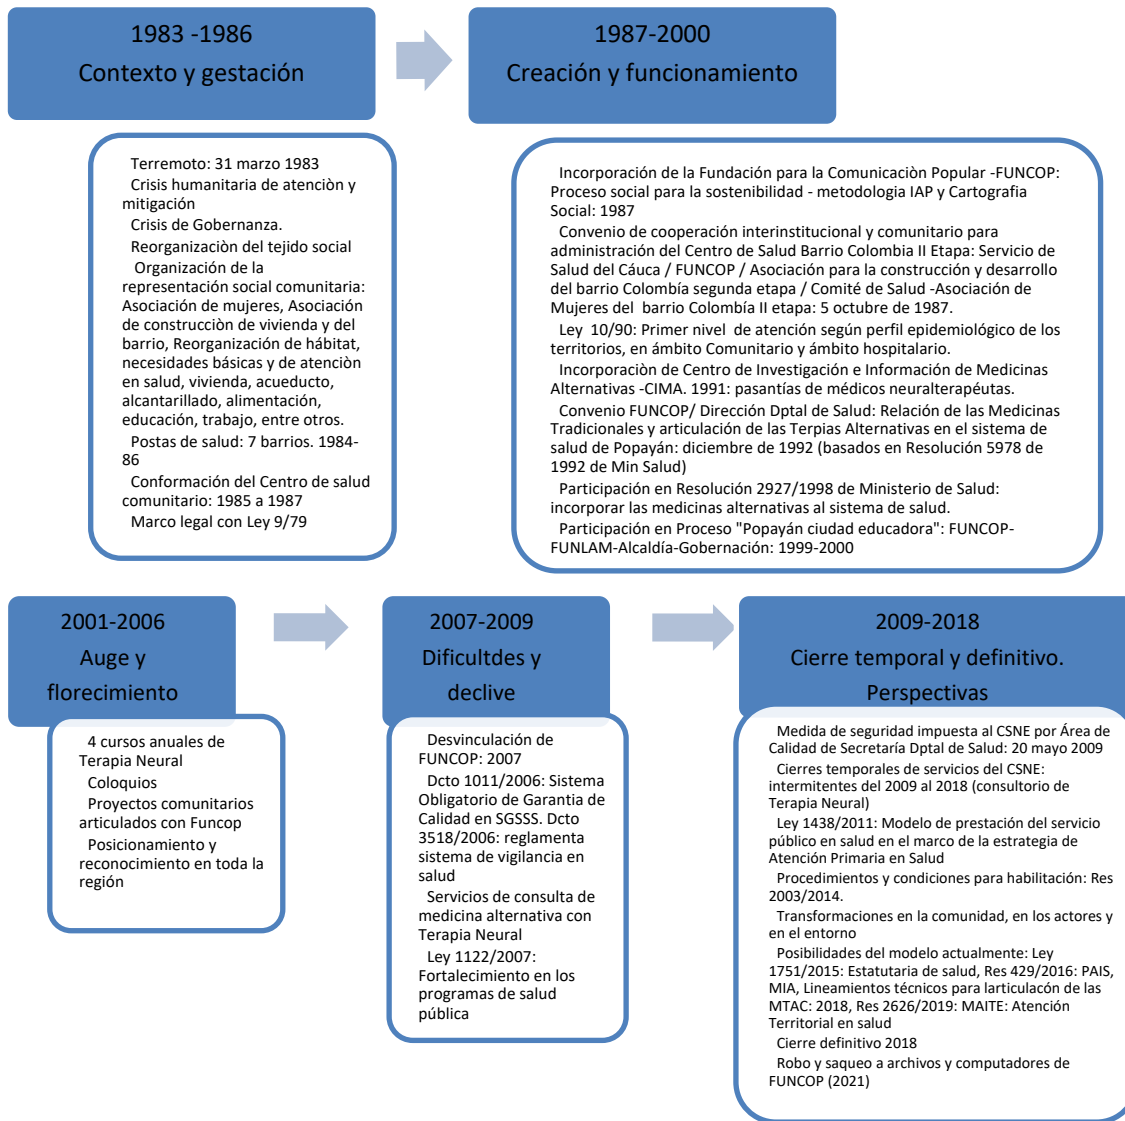 1983 -1986
Contexto y gestación
Terremoto: 31 marzo 1983
Crisis humanitaria de atenciòn y
mitigación
Crisis de Gobernanza.
Reorganizaciòn del tejido social
Organización de la
representación social comunitaria:
Asociación de mujeres, Asociación
de construcciòn de vivienda y del
barrio, Reorganización de hábitat,
necesidades básicas y de atenciòn
en salud, vivienda, acueducto,
alcantarillado, alimentación,
educación, trabajo, entre otros.
Postas de salud: 7 barrios. 1984-
86
Conformación del Centro de salud
comunitario: 1985 a 1987
Marco legal con Ley 9/79
1987-2000
Creación y funcionamiento
Incorporación de la Fundación para la Comunicaciòn Popular -FUNCOP:
Proceso social para la sostenibilidad - metodologia IAP y Cartografia
Social: 1987
Convenio de cooperación interinstitucional y comunitario para
administración del Centro de Salud Barrio Colombia II Etapa: Servicio de
Salud del Cáuca / FUNCOP / Asociación para la construcción y desarrollo
del barrio Colombía segunda etapa / Comité de Salud -Asociación de
Mujeres del barrio Colombía II etapa: 5 octubre de 1987.
Ley 10/90: Primer nivel de atención según perfil epidemiológico de los
territorios, en ámbito Comunitario y ámbito hospitalario.
Incorporaciòn de Centro de Investigación e Información de Medicinas
Alternativas -CIMA. 1991: pasantías de médicos neuralterapéutas.
Convenio FUNCOP/ Dirección Dptal de Salud: Relación de las Medicinas
Tradicionales y articulación de las Terpias Alternativas en el sistema de
salud de Popayán: diciembre de 1992 (basados en Resolución 5978 de
1992 de Min Salud)
Participación en Resolución 2927/1998 de Ministerio de Salud:
incorporar las medicinas alternativas al sistema de salud.
Participación en Proceso "Popayán ciudad educadora": FUNCOP-
FUNLAM-Alcaldía-Gobernación: 1999-2000
2001-2006
Auge y
florecimiento
4 cursos anuales de
Terapia Neural
Coloquios
Proyectos comunitarios
articulados con Funcop
Posicionamiento y
reconocimiento en toda la
región
2007-2009
Dificultdes y
declive
Desvinculación de
FUNCOP: 2007
Dcto 1011/2006: Sistema
Obligatorio de Garantia de
Calidad en SGSSS. Dcto
3518/2006: reglamenta
sistema de vigilancia en
salud
Servicios de consulta de
medicina alternativa con
Terapia Neural
Ley 1122/2007:
Fortalecimiento en los
programas de salud
pública
2009-2018
Cierre temporal y definitivo.
Perspectivas
Medida de seguridad impuesta al CSNE por Área de
Calidad de Secretaría Dptal de Salud: 20 mayo 2009
Cierres temporales de servicios del CSNE:
intermitentes del 2009 al 2018 (consultorio de
Terapia Neural)
Ley 1438/2011: Modelo de prestación del servicio
público en salud en el marco de la estrategia de
Atención Primaria en Salud
Procedimientos y condiciones para habilitación: Res
2003/2014.
Transformaciones en la comunidad, en los actores y
en el entorno
Posibilidades del modelo actualmente: Ley
1751/2015: Estatutaria de salud, Res 429/2016: PAIS,
MIA, Lineamientos técnicos para larticulacón de las
MTAC: 2018, Res 2626/2019: MAITE: Atención
Territorial en salud
Cierre definitivo 2018
Robo y saqueo a archivos y computadores de
FUNCOP (2021)